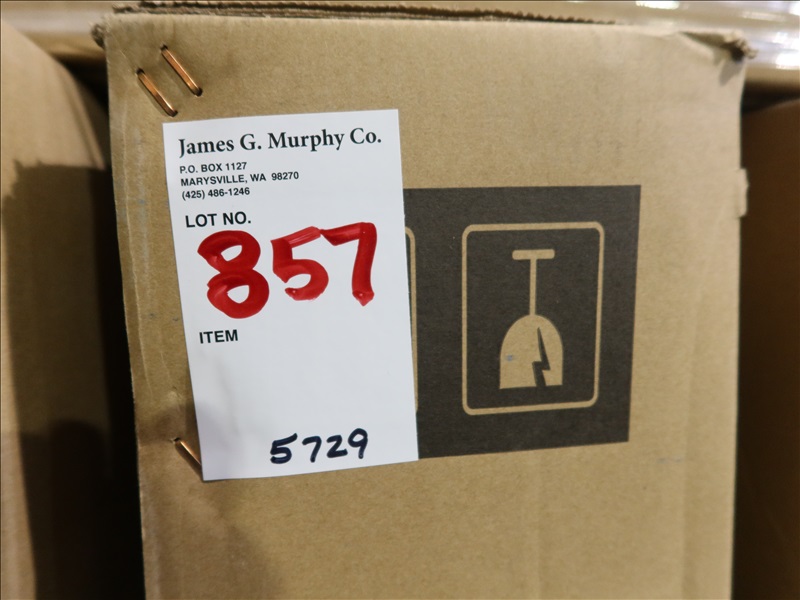 James G. Murphy Co.
P.O. BOX 1127
MARYSVILLE, WA 98270
(425) 486-1246
LOT NO.
857
ITEM
5729